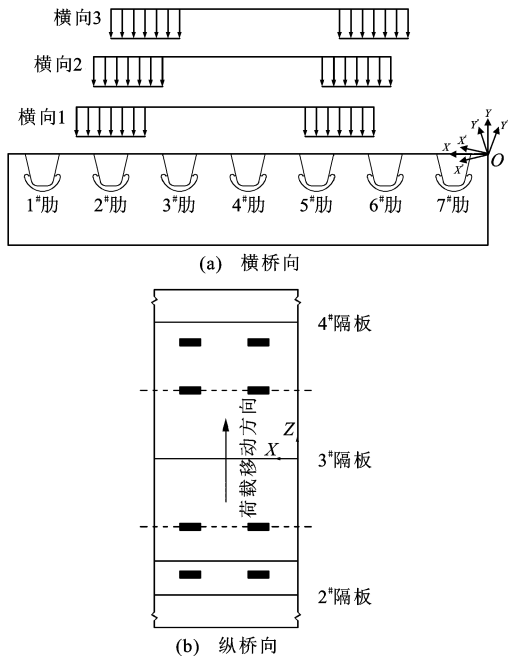 横向3
横向2
横向1
Y Y' Y'
X X' X'
O
1#肋 2#肋 3#肋 4#肋 5#肋 6#肋 7#肋
(a) 横桥向
4#隔板
荷载移动方向
Z
X
3#隔板
2#隔板
(b) 纵桥向